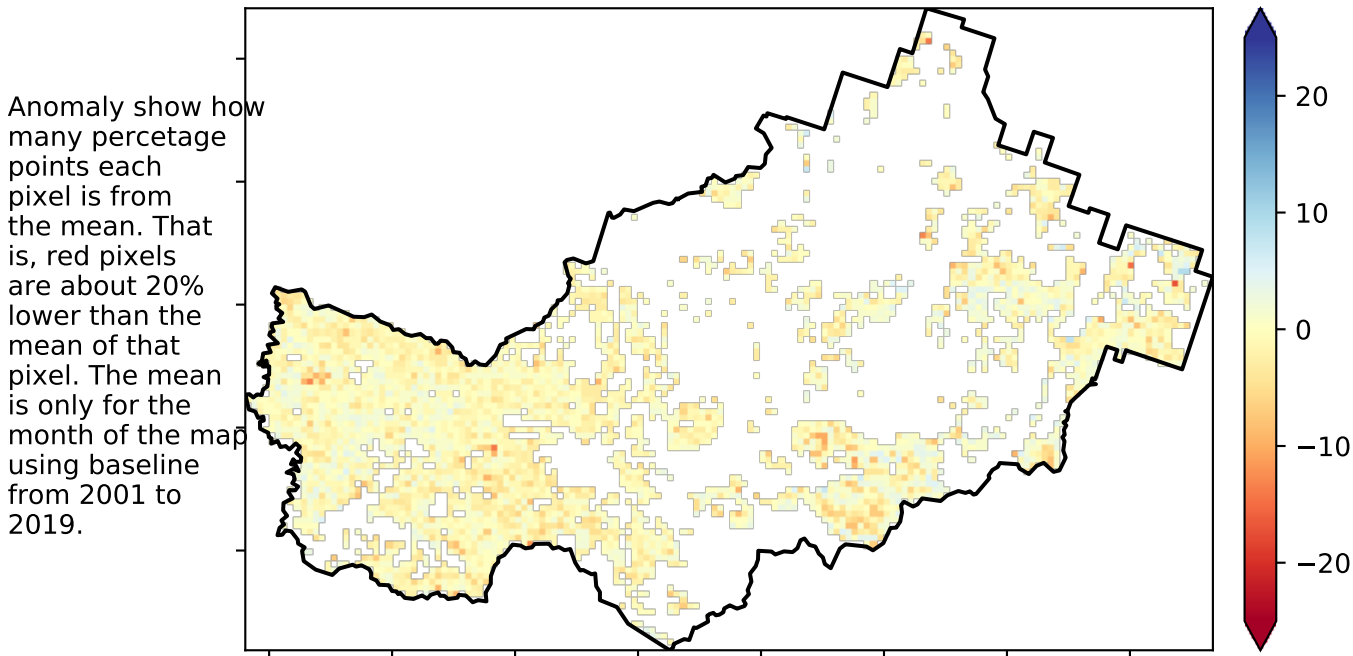 Anomaly show how
many percetage
points each
pixel is from
the mean. That
is, red pixels
are about 20%
lower than the
mean of that
pixel. The mean
is only for the
month of the map
using baseline
from 2001 to
2019.
20
10
0
−10
−20